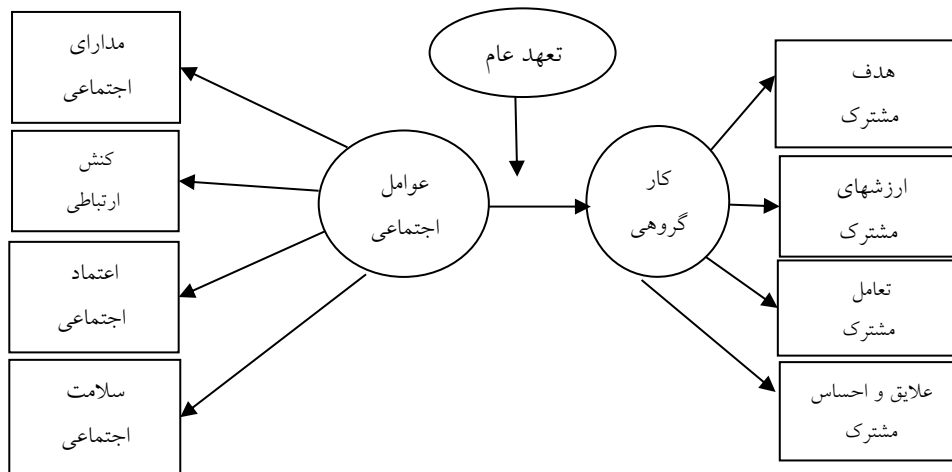 مدارای
اجتماعی
کنش
ارتباطی
اعتماد
اجتماعی
سلامت
اجتماعی
عوامل
اجتماعی
تعهد عام
کار
گروهی
هدف
مشترک
ارزشهای
مشترک
تعامل
مشترک
علایق و احساس
مشترک